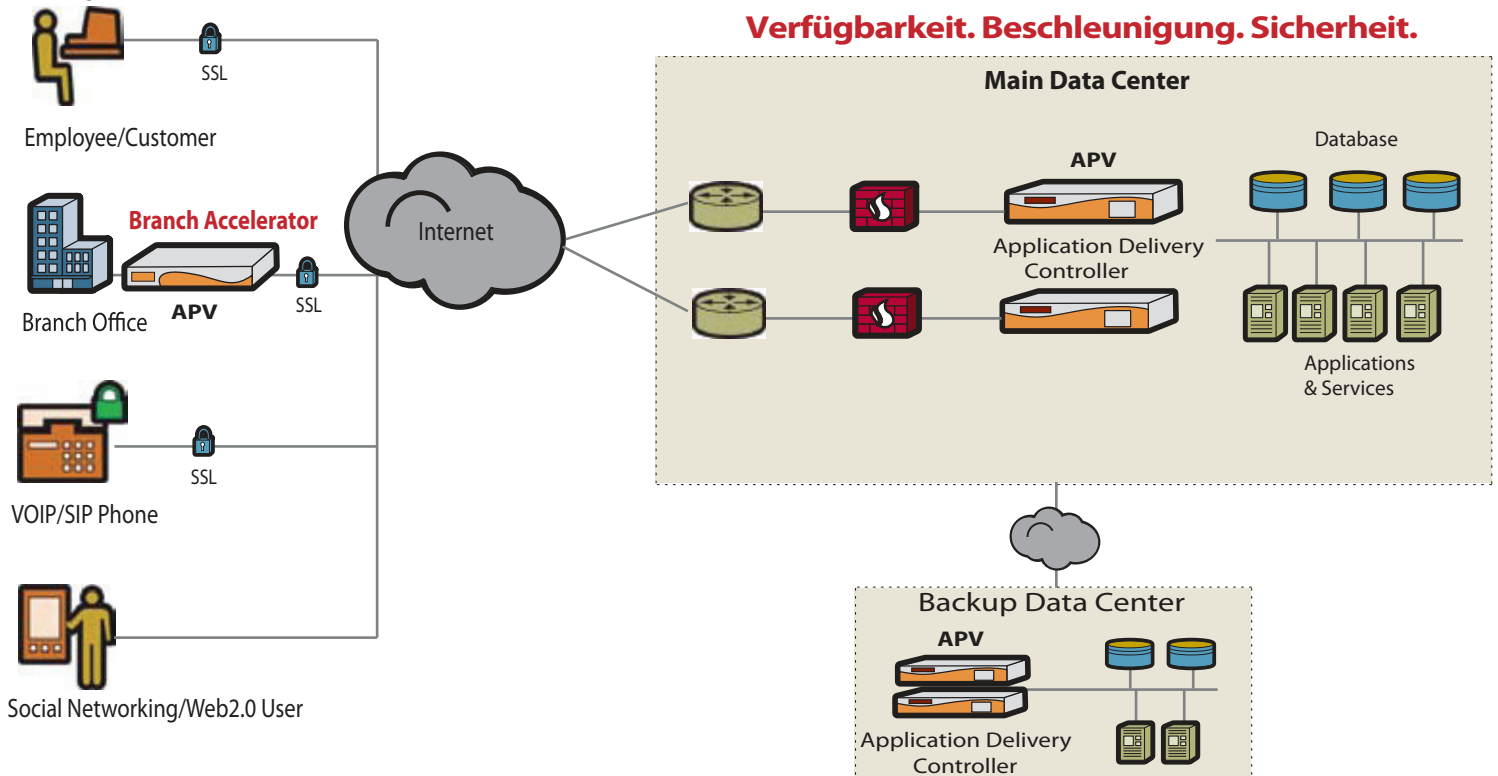 Verfügbarkeit. Beschleunigung. Sicherheit.
SSL
Employee/Customer
Branch Accelerator
APV
SSL
Branch Office
SSL
VOIP/SIP Phone
Social Networking/Web2.0 User
Internet
Main Data Center
APV
Application Delivery
Controller
Database
Applications
& Services
Backup Data Center
APV
Application Delivery
Controller